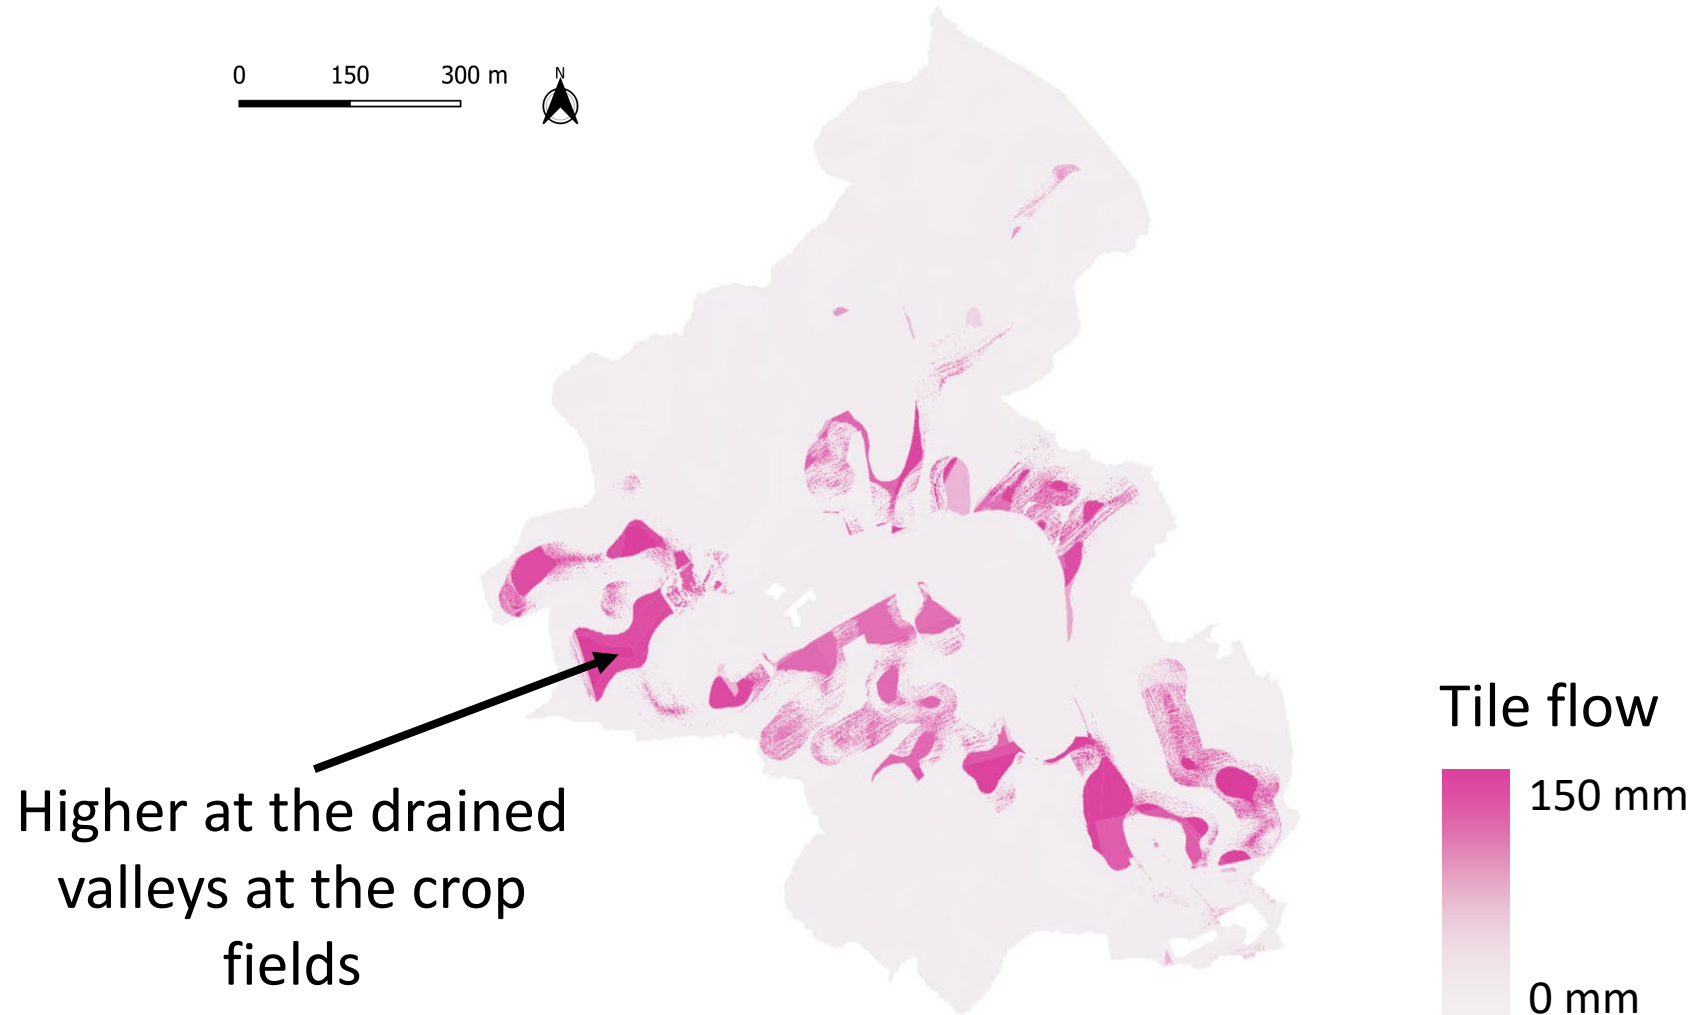 0 150 300 m
N
Tile flow
150 mm
0 mm
Higher at the drained
valleys at the crop
fields